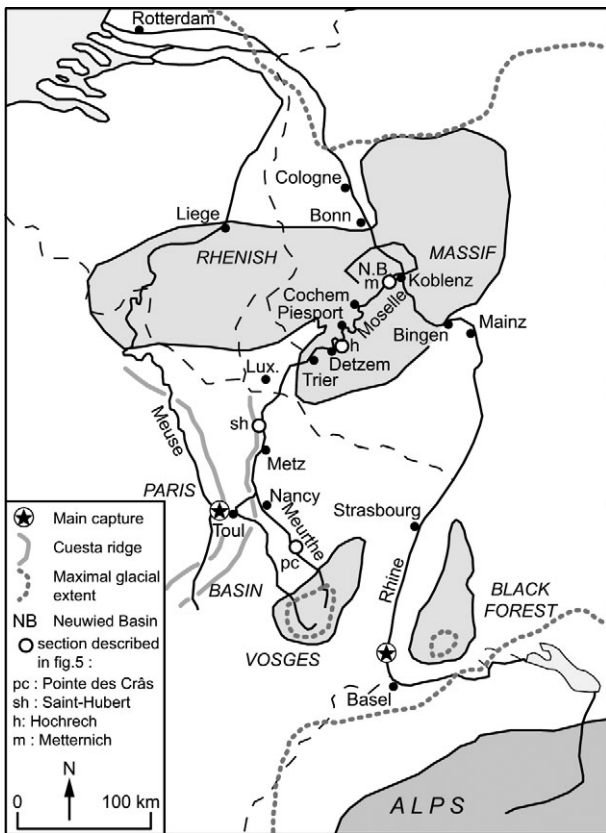 Rotterdam
Cologne
Bonn
Liege
RHENISH
MASSIF
N.B.
m
Koblenz
Cochem
Piesport
Moselle
Bingen
Mainz
h
Detzem
Trier
Lux.
sh
Meuse
Metz
PARIS
Nancy
Toul
Meurthe
Strasbourg
pc
BASIN
Rhine
BLACK
FOREST
VOSGES
Basel
ALPS
Main capture
Cuesta ridge
Maximal glacial
extent
NB Neuwied Basin
section described
in fig.5 :
pc : Pointe des Crâs
sh : Saint-Hubert
h: Hochrech
m : Metternich
N
0 100 km